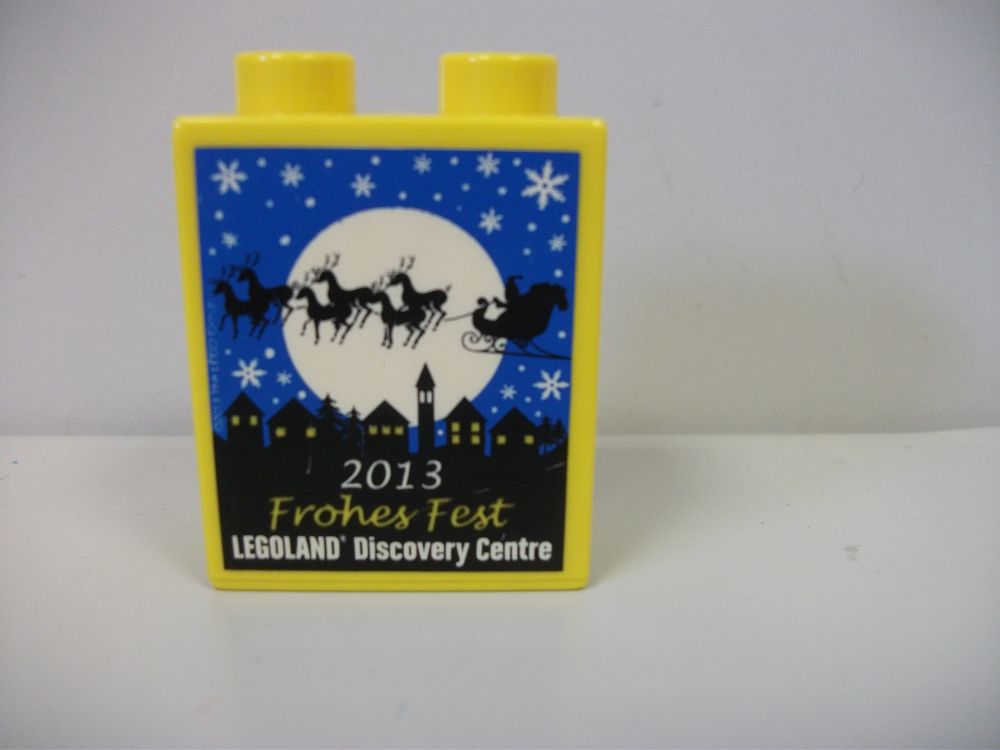 2013
Frohes Fest
LEGOLAND® Discovery Centre